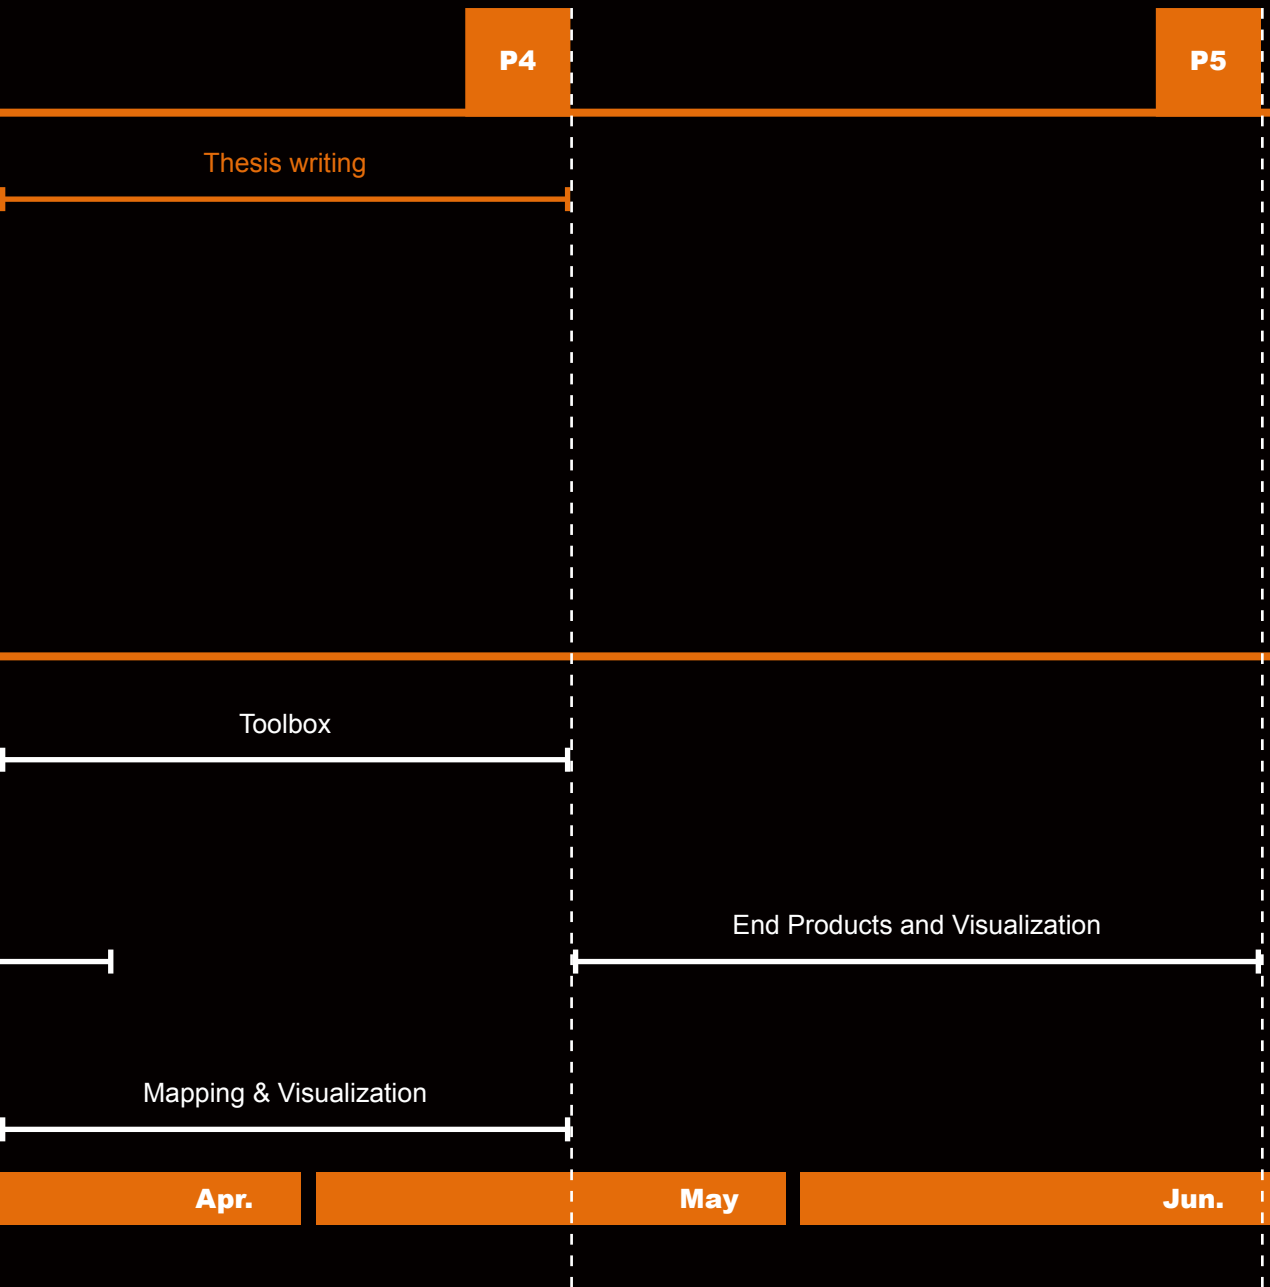 P4
P5
Thesis writing
Toolbox
End Products and Visualization
Mapping & Visualization
Apr.
May
Jun.